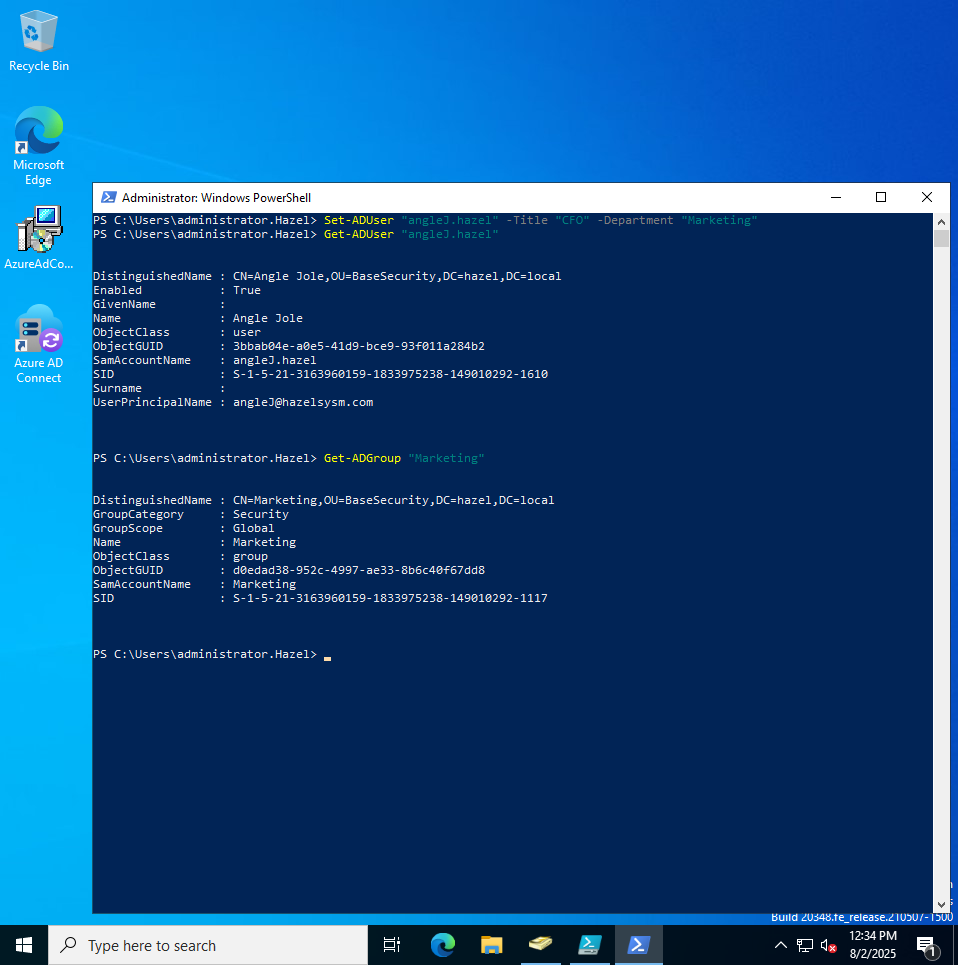 Recycle Bin
Microsoft
Edge
AzureAdCo...
Azure AD
Connect
Administrator: Windows PowerShell
PS C:\Users\administrator.Hazel> Set-ADUser "angleJ.hazel" -Title "CFO" -Department "Marketing"
PS C:\Users\administrator.Hazel> Get-ADUser "angleJ.hazel"
DistinguishedName : CN=Angle Jole,OU=BaseSecurity,DC=hazel,DC=local
Enabled           : True
GivenName         :
Name              : Angle Jole
ObjectClass       : user
ObjectGUID        : 3bbab04e-a0e5-41d9-bce9-93f011a284b2
SamAccountName    : angleJ.hazel
SID               : S-1-5-21-3163960159-1833975238-149010292-1610
Surname           :
UserPrincipalName : angleJ@hazelsysm.com
PS C:\Users\administrator.Hazel> Get-ADGroup "Marketing"
DistinguishedName : CN=Marketing,OU=BaseSecurity,DC=hazel,DC=local
GroupCategory     : Security
GroupScope        : Global
Name              : Marketing
ObjectClass       : group
ObjectGUID        : d0edad38-952c-4997-ae33-8b6c40f67dd8
SamAccountName    : Marketing
SID               : S-1-5-21-3163960159-1833975238-149010292-1117
PS C:\Users\administrator.Hazel>
Build 20348.fe_release.210507-1500
Type here to search
12:34 PM
8/2/2025
1